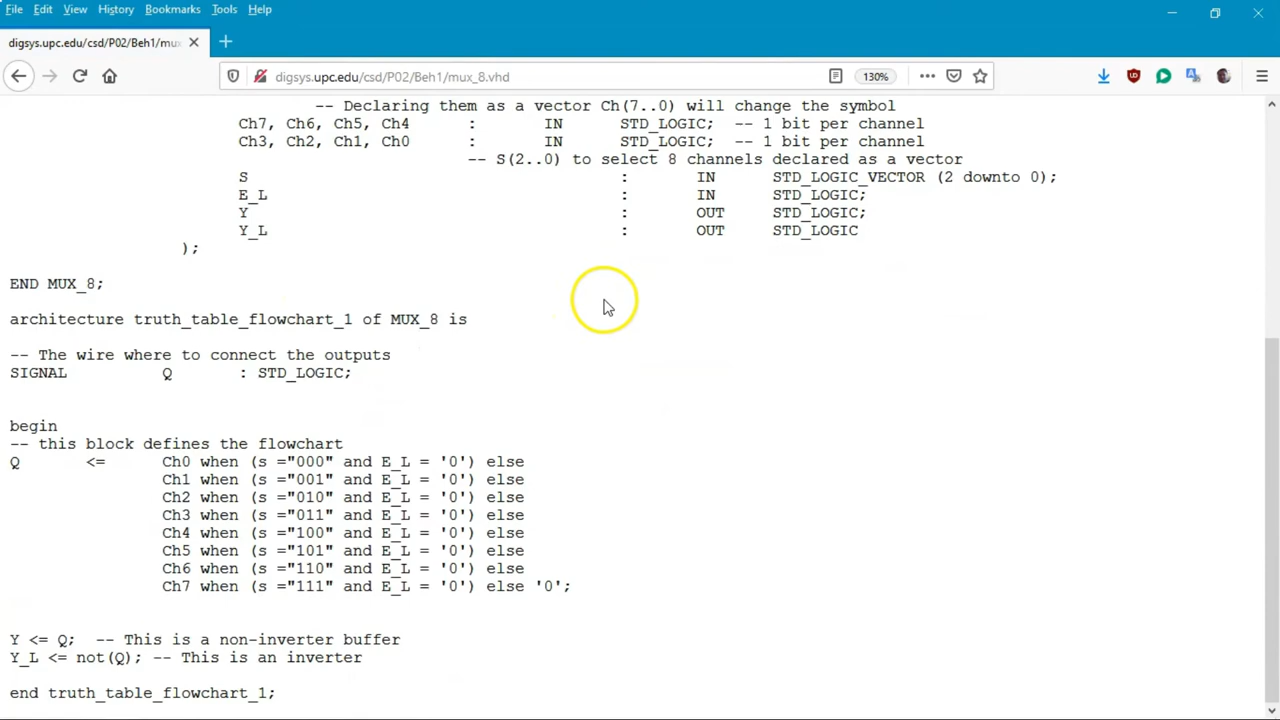 File Edit View History Bookmarks Tools Help
digsys.upc.edu/csd/P02/Beh1/mux
digsys.upc.edu/csd/P02/Beh1/mux_8.vhd 130%
-- Declaring them as a vector Ch(7..0) will change the symbol
Ch7, Ch6, Ch5, Ch4 : IN STD_LOGIC; -- 1 bit per channel
Ch3, Ch2, Ch1, Ch0 : IN STD_LOGIC; -- 1 bit per channel
-- S(2..0) to select 8 channels declared as a vector
S : IN STD_LOGIC_VECTOR (2 downto 0);
E_L : IN STD_LOGIC;
Y : OUT STD_LOGIC;
Y_L : OUT STD_LOGIC
);
END MUX_8;
architecture truth_table_flowchart_1 of MUX_8 is
-- The wire where to connect the outputs
SIGNAL Q : STD_LOGIC;
begin
-- this block defines the flowchart
Q <= Ch0 when (s ="000" and E_L = '0') else
Ch1 when (s ="001" and E_L = '0') else
Ch2 when (s ="010" and E_L = '0') else
Ch3 when (s ="011" and E_L = '0') else
Ch4 when (s ="100" and E_L = '0') else
Ch5 when (s ="101" and E_L = '0') else
Ch6 when (s ="110" and E_L = '0') else
Ch7 when (s ="111" and E_L = '0') else '0';
Y <= Q; -- This is a non-inverter buffer
Y_L <= not(Q); -- This is an inverter
end truth_table_flowchart_1;